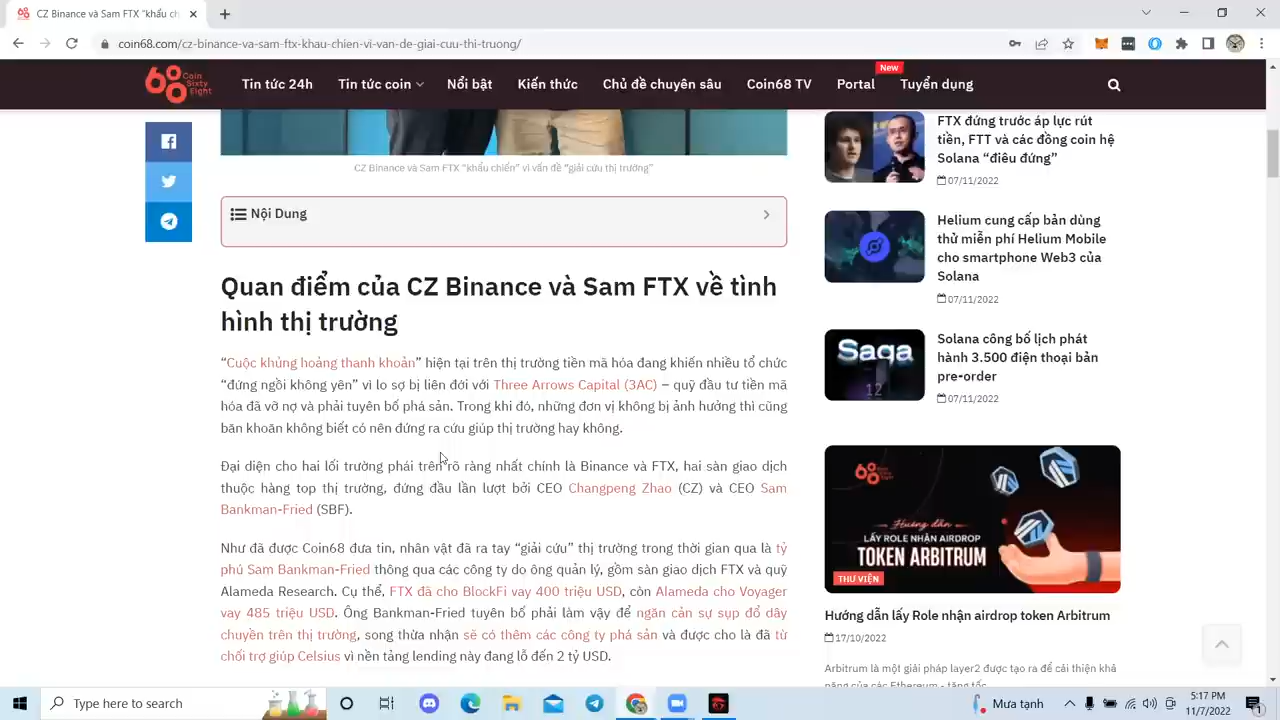 CZ Binance và Sam FTX "khẩu ch
coin68.com/cz-binance-va-sam-ftx-khau-chien-vi-van-de-giai-cuu-thi-truong/
68 Coin Sixty Eight
Tin tức 24h
Tin tức coin
Nổi bật
Kiến thức
Chủ đề chuyên sâu
Coin68 TV
Portal
New
Tuyển dụng
CZ Binance và Sam FTX “khẩu chiến” vì vấn đề “giải cứu thị trường”
Nội Dung
Quan điểm của CZ Binance và Sam FTX về tình
hình thị trường
“Cuộc khủng hoảng thanh khoản” hiện tại trên thị trường tiền mã hóa đang khiến nhiều tổ chức
“đứng ngồi không yên” vì lo sợ bị liên đới với Three Arrows Capital (3AC) – quỹ đầu tư tiền mã
hóa đã vỡ nợ và phải tuyên bố phá sản. Trong khi đó, những đơn vị không bị ảnh hưởng thì cũng
băn khoăn không biết có nên đứng ra cứu giúp thị trường hay không.
Đại diện cho hai lối trường phái trên rõ ràng nhất chính là Binance và FTX, hai sàn giao dịch
thuộc hàng top thị trường, đứng đầu lần lượt bởi CEO Changpeng Zhao (CZ) và CEO Sam
Bankman-Fried (SBF).
Như đã được Coin68 đưa tin, nhân vật đã ra tay “giải cứu” thị trường trong thời gian qua là tỷ
phú Sam Bankman-Fried thông qua các công ty do ông quản lý, gồm sàn giao dịch FTX và quỹ
Alameda Research. Cụ thể, FTX đã cho BlockFi vay 400 triệu USD, còn Alameda cho Voyager
vay 485 triệu USD. Ông Bankman-Fried tuyên bố phải làm vậy để ngăn cản sự sụp đổ dây
chuyền trên thị trường, song thừa nhận sẽ có thêm các công ty phá sản và được cho là đã từ
chối trợ giúp Celsius vì nền tảng lending này đang lỗ đến 2 tỷ USD.
FTX đứng trước áp lực rút
tiền, FTT và các đồng coin hệ
Solana “điêu đứng”
07/11/2022
Helium cung cấp bản dùng
thử miễn phí Helium Mobile
cho smartphone Web3 của
Solana
07/11/2022
Saga
12
Solana công bố lịch phát
hành 3.500 điện thoại bản
pre-order
07/11/2022
68
Hướng dẫn
LẤY ROLE NHẬN AIRDROP
TOKEN ARBITRUM
THƯ VIỆN
Hướng dẫn lấy Role nhận airdrop token Arbitrum
17/10/2022
Arbitrum là một giải pháp layer2 được tạo ra để cải thiện khả
năng của các Ethereum - tăng tốc
Type here to search
Mưa tạnh
5:17 PM
11/7/2022
1